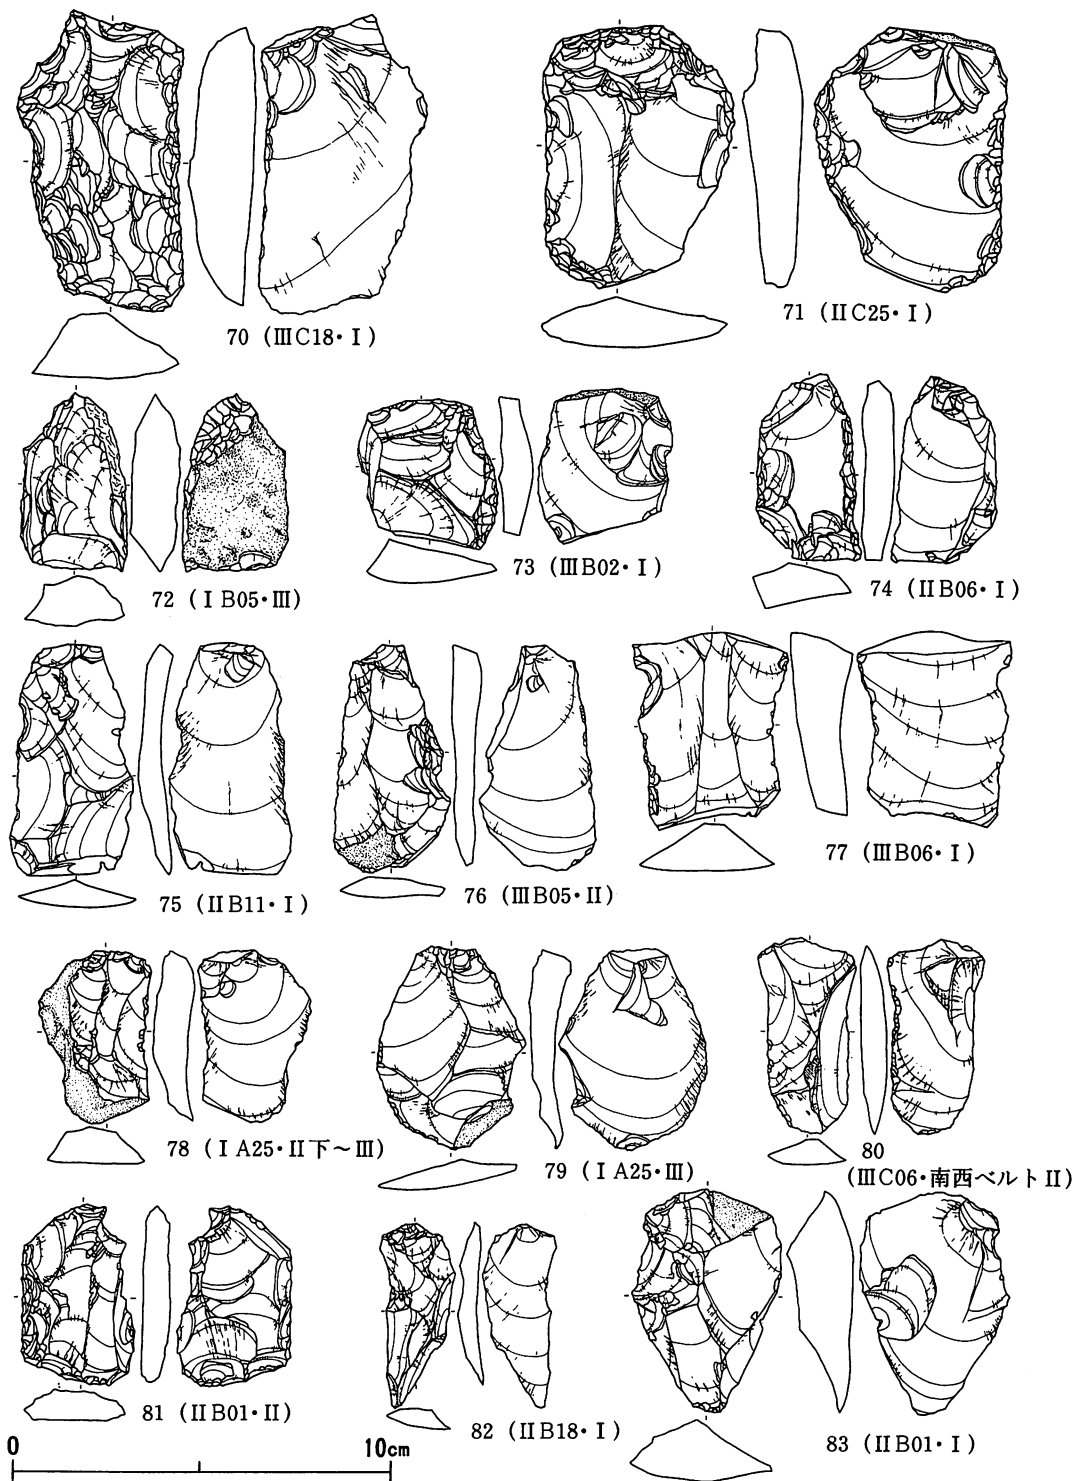 70 (ⅢC18・Ⅰ)
71 (ⅡC25・Ⅰ)
72 (ⅠB05・Ⅲ)
73 (ⅢB02・Ⅰ)
74 (ⅡB06・Ⅰ)
75 (ⅡB11・Ⅰ)
76 (ⅢB05・Ⅱ)
77 (ⅢB06・Ⅰ)
78 (ⅠA25・Ⅱ下～Ⅲ)
79 (ⅠA25・Ⅲ)
80
(ⅢC06・南西ベルトⅡ)
81 (ⅡB01・Ⅱ)
82 (ⅡB18・Ⅰ)
83 (ⅡB01・Ⅰ)
0 10cm